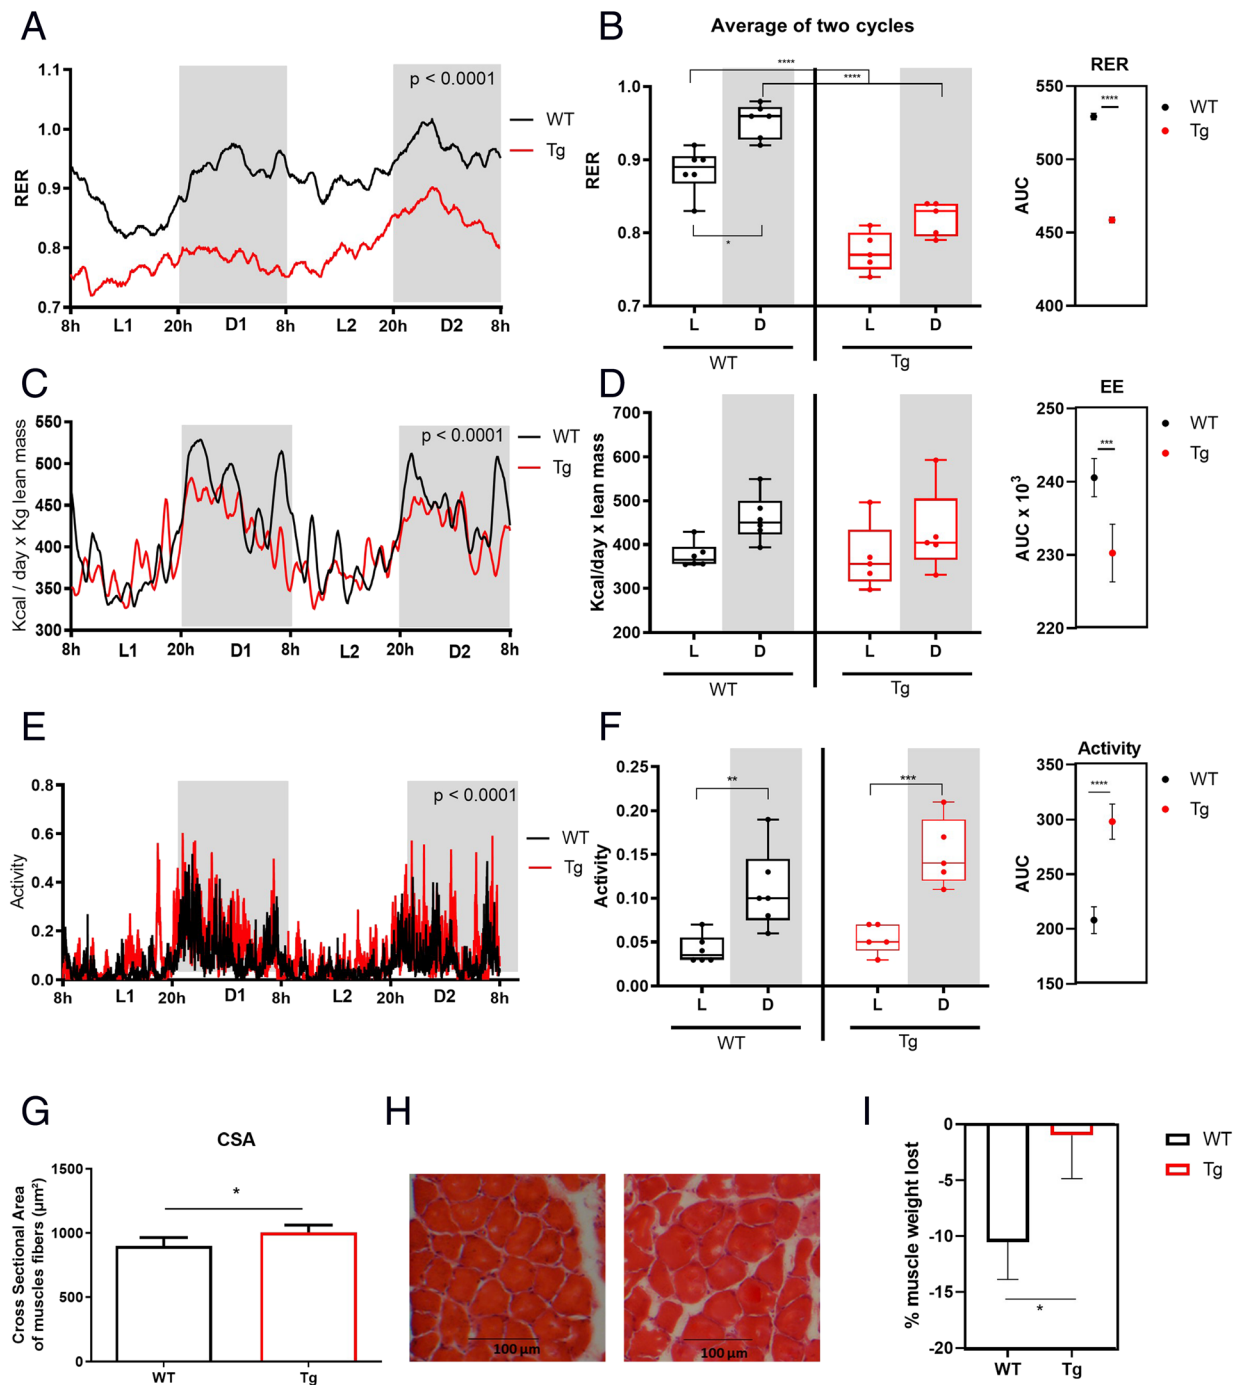 A
B
Average of two cycles
RER
1.1
1.0
0.9
0.8
0.7
p < 0.0001
WT
Tg
8h
L1
20h
D1
8h
L2
20h
D2
8h
RER
1.0
0.9
0.8
0.7
****
****
*
L
D
L
D
WT
Tg
RER
AUC
550
500
450
400
****
WT
Tg
C
D
Kcal / day x Kg lean mass
550
500
450
400
350
300
p < 0.0001
WT
Tg
8h
L1
20h
D1
8h
L2
20h
D2
8h
Kcal/day x lean mass
700
600
500
400
300
200
L
D
L
D
WT
Tg
EE
AUC x 10³
250
240
230
220
***
WT
Tg
E
F
Activity
0.8
0.6
0.4
0.2
0.0
p < 0.0001
WT
Tg
8h
L1
20h
D1
8h
L2
20h
D2
8h
Activity
0.25
0.20
0.15
0.10
0.05
0.00
**
***
L
D
L
D
WT
Tg
Activity
AUC
350
300
250
200
150
****
WT
Tg
G
H
I
CSA
Cross Sectional Area
of muscles fibers (µm²)
1500
1000
500
0
*
WT
Tg
100 µm
100 µm
% muscle weight lost
0
-5
-10
-15
-20
*
WT
Tg
WT
Tg